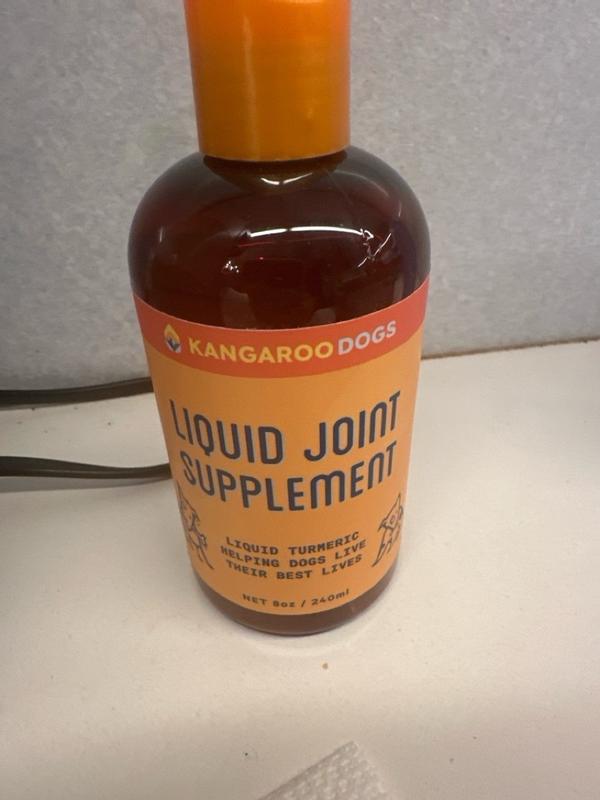 KANGAROO DOGS
LIQUID JOINT
SUPPLEMENT
LIQUID TURMERIC
HELPING DOGS LIVE
THEIR BEST LIVES
NET 8oz / 240ml